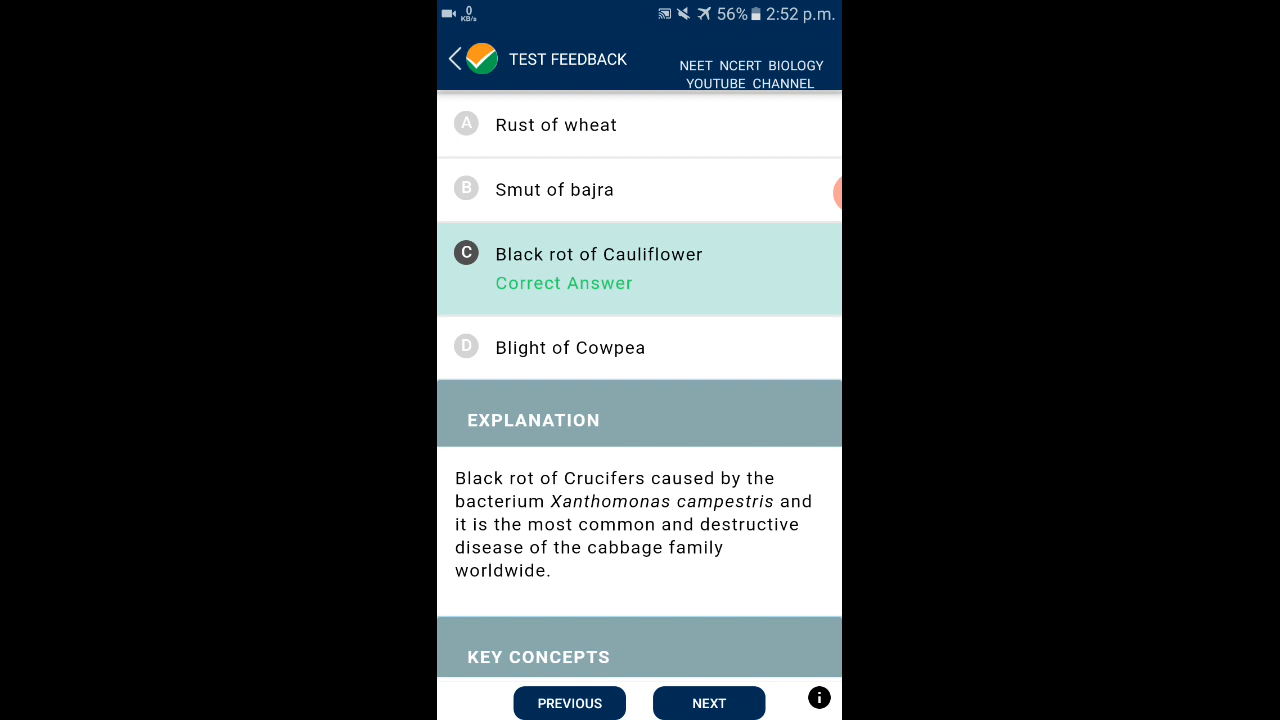 0
KB/s
56% 2:52 p.m.
TEST FEEDBACK
NEET NCERT BIOLOGY
YOUTUBE CHANNEL
A Rust of wheat
B Smut of bajra
C Black rot of Cauliflower
Correct Answer
D Blight of Cowpea
EXPLANATION
Black rot of Crucifers caused by the
bacterium Xanthomonas campestris and
it is the most common and destructive
disease of the cabbage family
worldwide.
KEY CONCEPTS
PREVIOUS NEXT